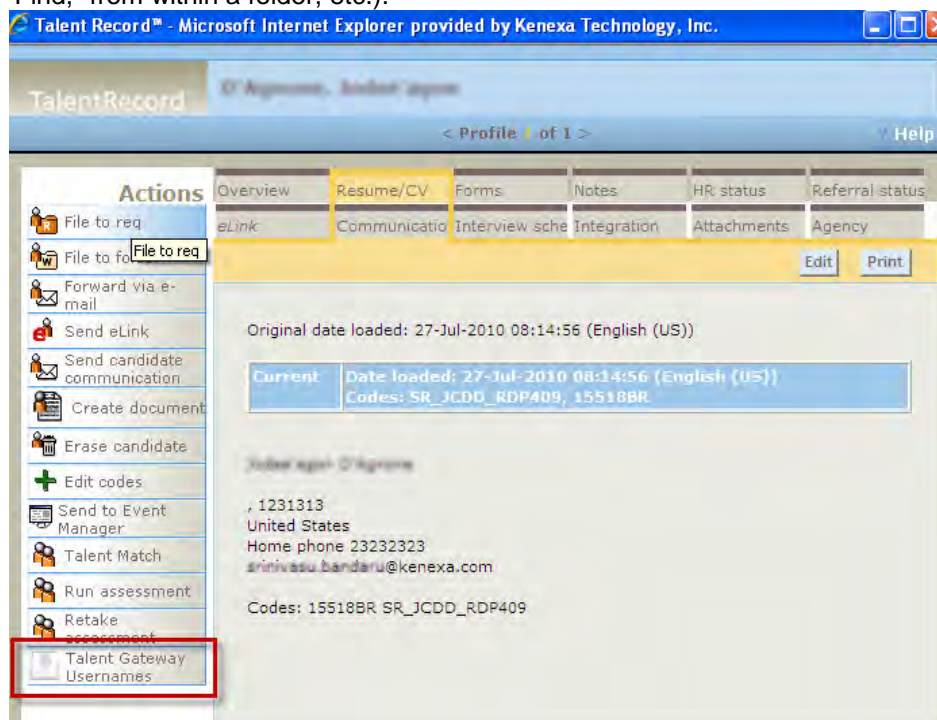 Find, from within a folder, etc.).
Talent Record™ - Microsoft Internet Explorer provided by Kenexa Technology, Inc.
TalentRecord
< Profile 1 of 1 >
? Help
Actions
Overview Resume/CV Forms Notes HR status Referral status
eLink Communicatio Interview sche Integration Attachments Agency
Edit Print
File to req
File to req
File to fo
Forward via e-
mail
Send eLink
Send candidate
communication
Create document
Erase candidate
Edit codes
Send to Event
Manager
Talent Match
Run assessment
Retake
assessment
Talent Gateway
Usernames
Original date loaded: 27-Jul-2010 08:14:56 (English (US))
Current Date loaded: 27-Jul-2010 08:14:56 (English (US))
Codes: SR_JCDD_RDP409, 15518BR
, 1231313
United States
Home phone 23232323
@kenexa.com
Codes: 15518BR SR_JCDD_RDP409